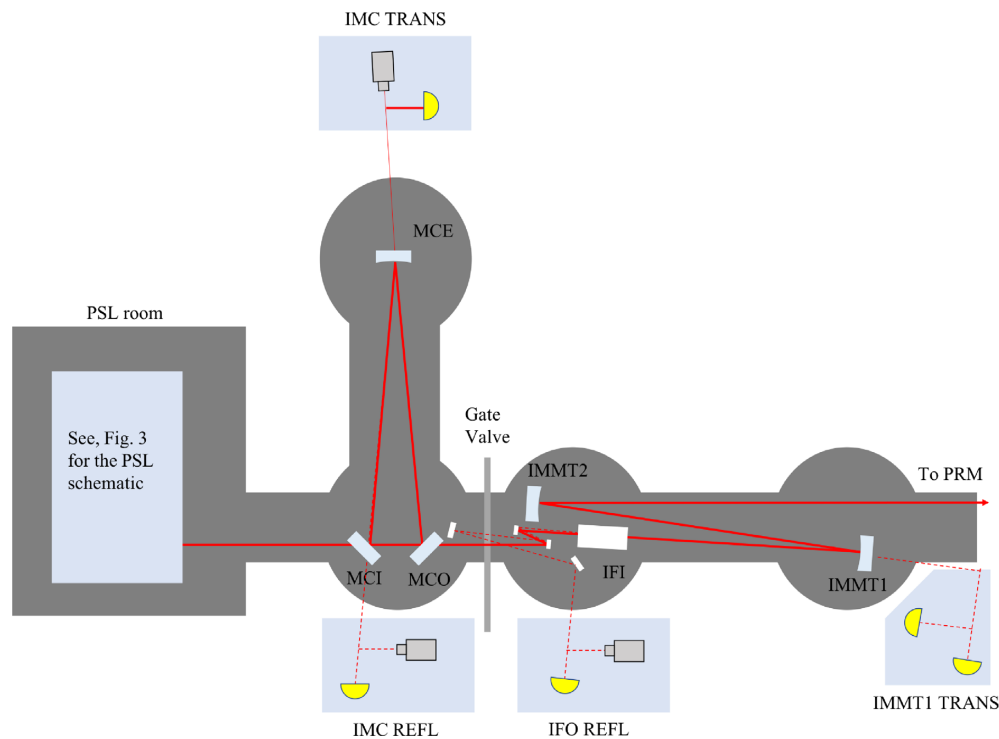 IMC TRANS
MCE
PSL room
See, Fig. 3
for the PSL
schematic
Gate
Valve
IMMT2
To PRM
MCI
MCO
IFI
IMMT1
IMC REFL
IFO REFL
IMMT1 TRANS